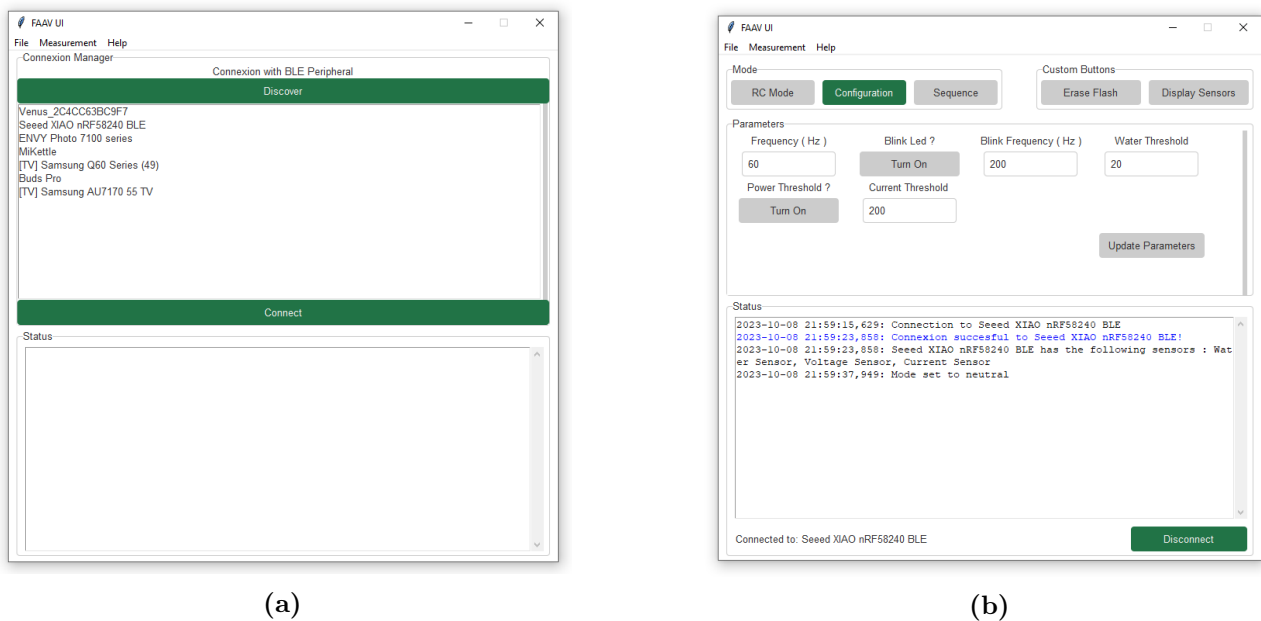 FAAV UI
File Measurement Help
Connexion Manager
Connexion with BLE Peripheral
Discover
Venus_2C4CC63BC9F7
Seeed XIAO nRF58240 BLE
ENVY Photo 7100 series
MiKettle
[TV] Samsung Q60 Series (49)
Buds Pro
[TV] Samsung AU7170 55 TV
Connect
Status
(a)
FAAV UI
File Measurement Help
Mode
RC Mode Configuration Sequence
Custom Buttons
Erase Flash Display Sensors
Parameters
Frequency ( Hz ) Blink Led ? Blink Frequency ( Hz ) Water Threshold
60 Turn On 200 20
Power Threshold ? Current Threshold
Turn On 200
Update Parameters
Status
2023-10-08 21:59:15,629: Connection to Seeed XIAO nRF58240 BLE
2023-10-08 21:59:23,858: Connexion succesful to Seeed XIAO nRF58240 BLE!
2023-10-08 21:59:23,858: Seeed XIAO nRF58240 BLE has the following sensors : Wat
er Sensor, Voltage Sensor, Current Sensor
2023-10-08 21:59:37,949: Mode set to neutral
Connected to: Seeed XIAO nRF58240 BLE Disconnect
(b)